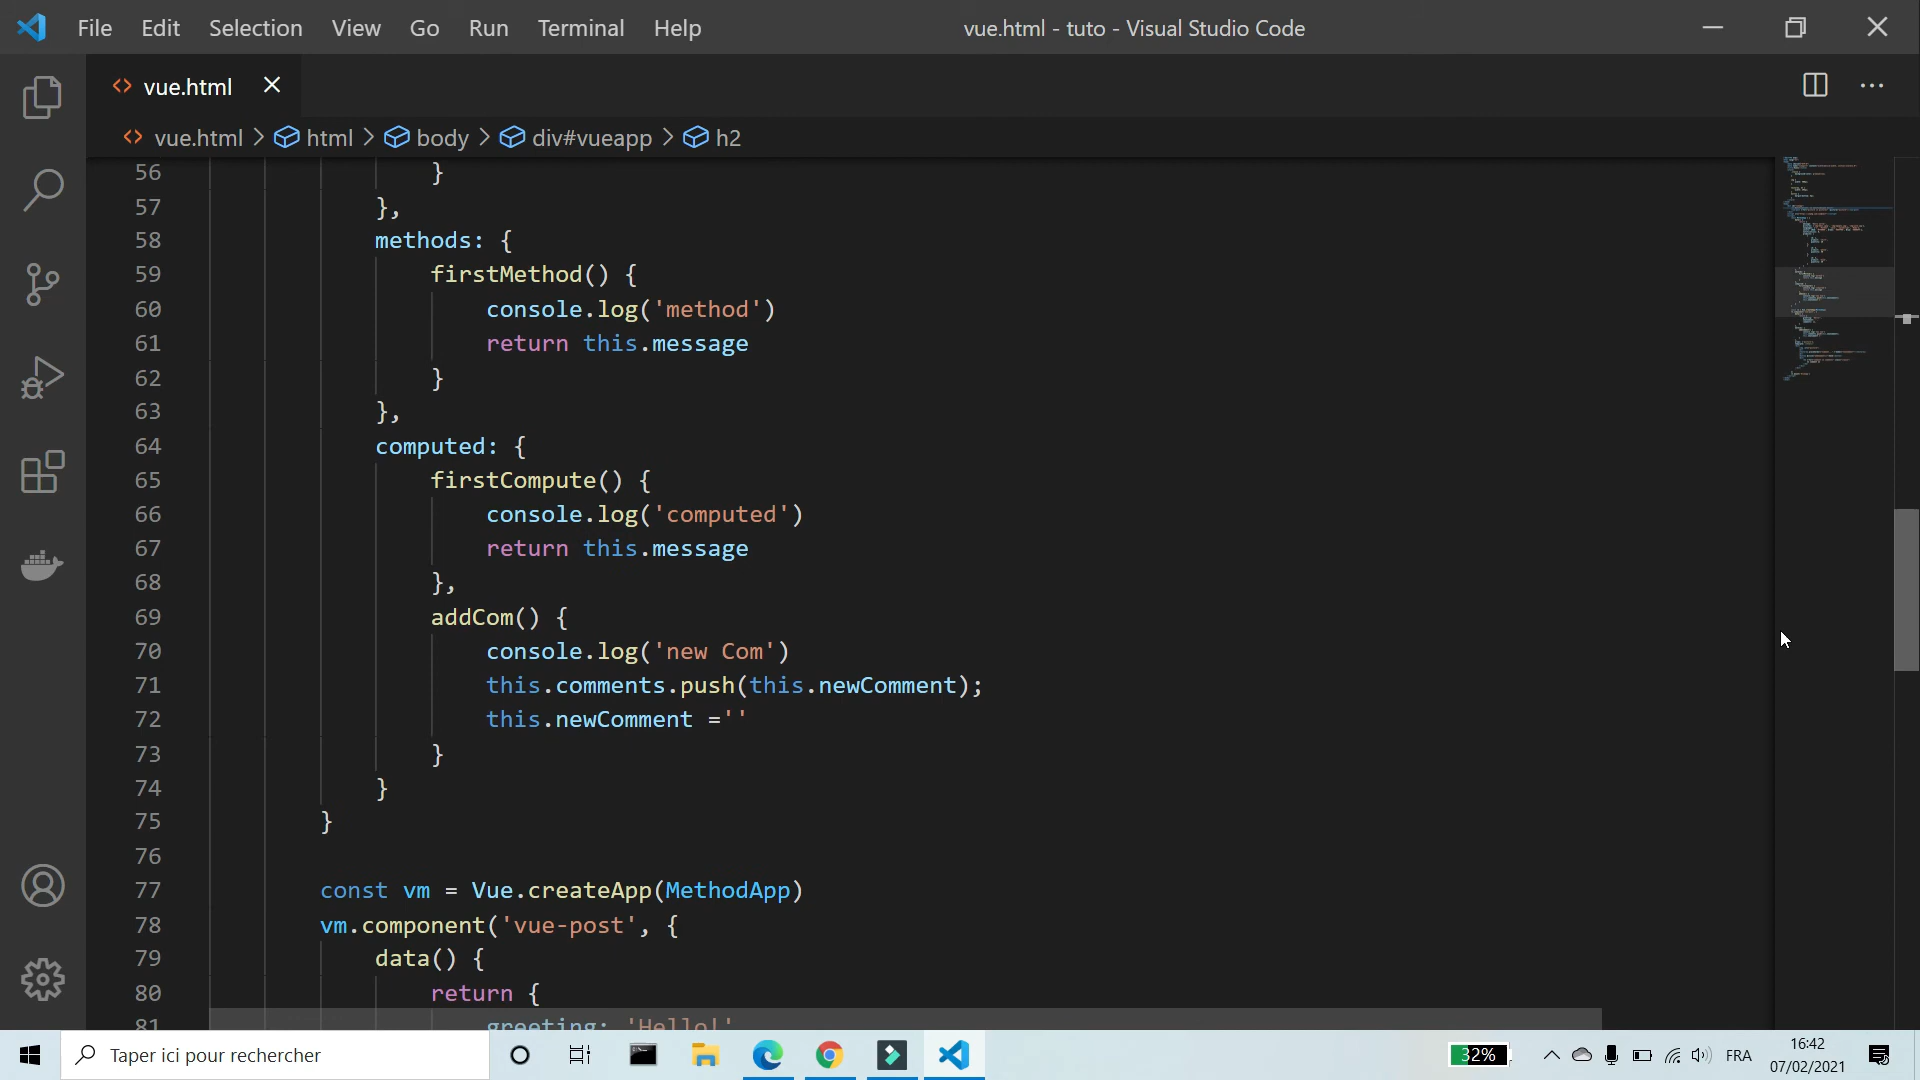 File Edit Selection View Go Run Terminal Help
vue.html - tuto - Visual Studio Code
vue.html
vue.html > html > body > div#vueapp > h2
56 }
57 },
58 methods: {
59 firstMethod() {
60 console.log('method')
61 return this.message
62 }
63 },
64 computed: {
65 firstCompute() {
66 console.log('computed')
67 return this.message
68 },
69 addCom() {
70 console.log('new Com')
71 this.comments.push(this.newComment);
72 this.newComment =''
73 }
74 }
75 }
76
77 const vm = Vue.createApp(MethodApp)
78 vm.component('vue-post', {
79 data() {
80 return {
81 greeting: 'Hello!'
Taper ici pour rechercher
32%
FRA
16:42
07/02/2021